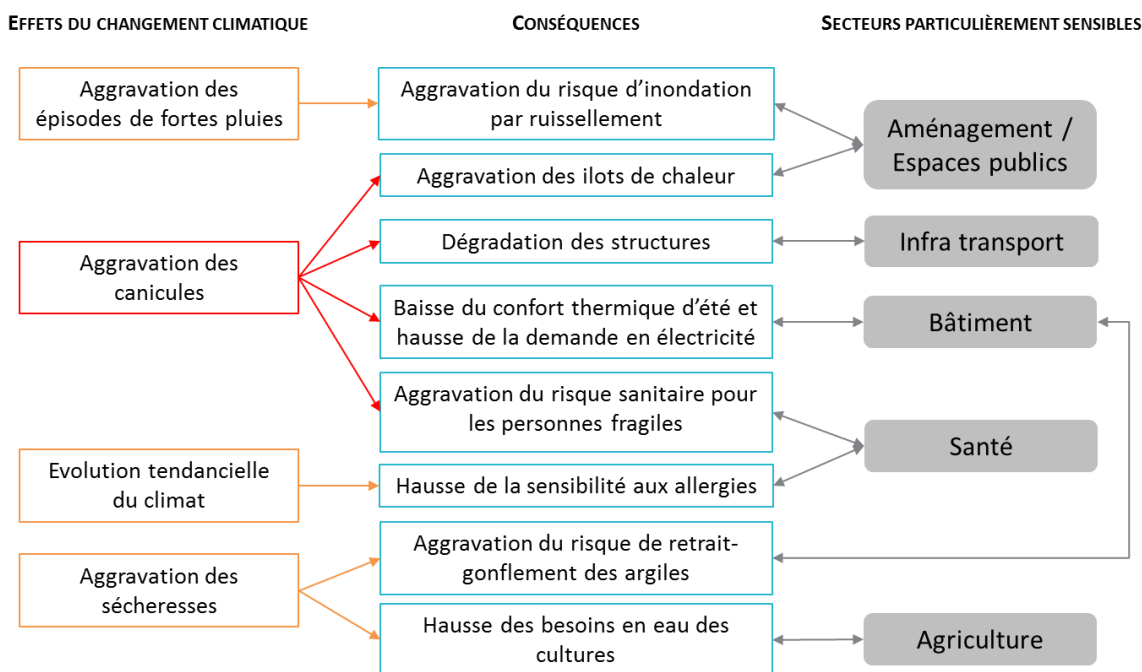 EFFETS DU CHANGEMENT CLIMATIQUE
CONSÉQUENCES
SECTEURS PARTICULIÈREMENT SENSIBLES
Aggravation des
épisodes de fortes pluies
Aggravation du risque d'inondation
par ruissellement
Aménagement /
Espaces publics
Aggravation des ilots de chaleur
Aggravation des
canicules
Dégradation des structures
Infra transport
Baisse du confort thermique d'été et
hausse de la demande en électricité
Bâtiment
Aggravation du risque sanitaire pour
les personnes fragiles
Santé
Evolution tendancielle
du climat
Hausse de la sensibilité aux allergies
Aggravation des
sécheresses
Aggravation du risque de retrait-
gonflement des argiles
Hausse des besoins en eau des
cultures
Agriculture